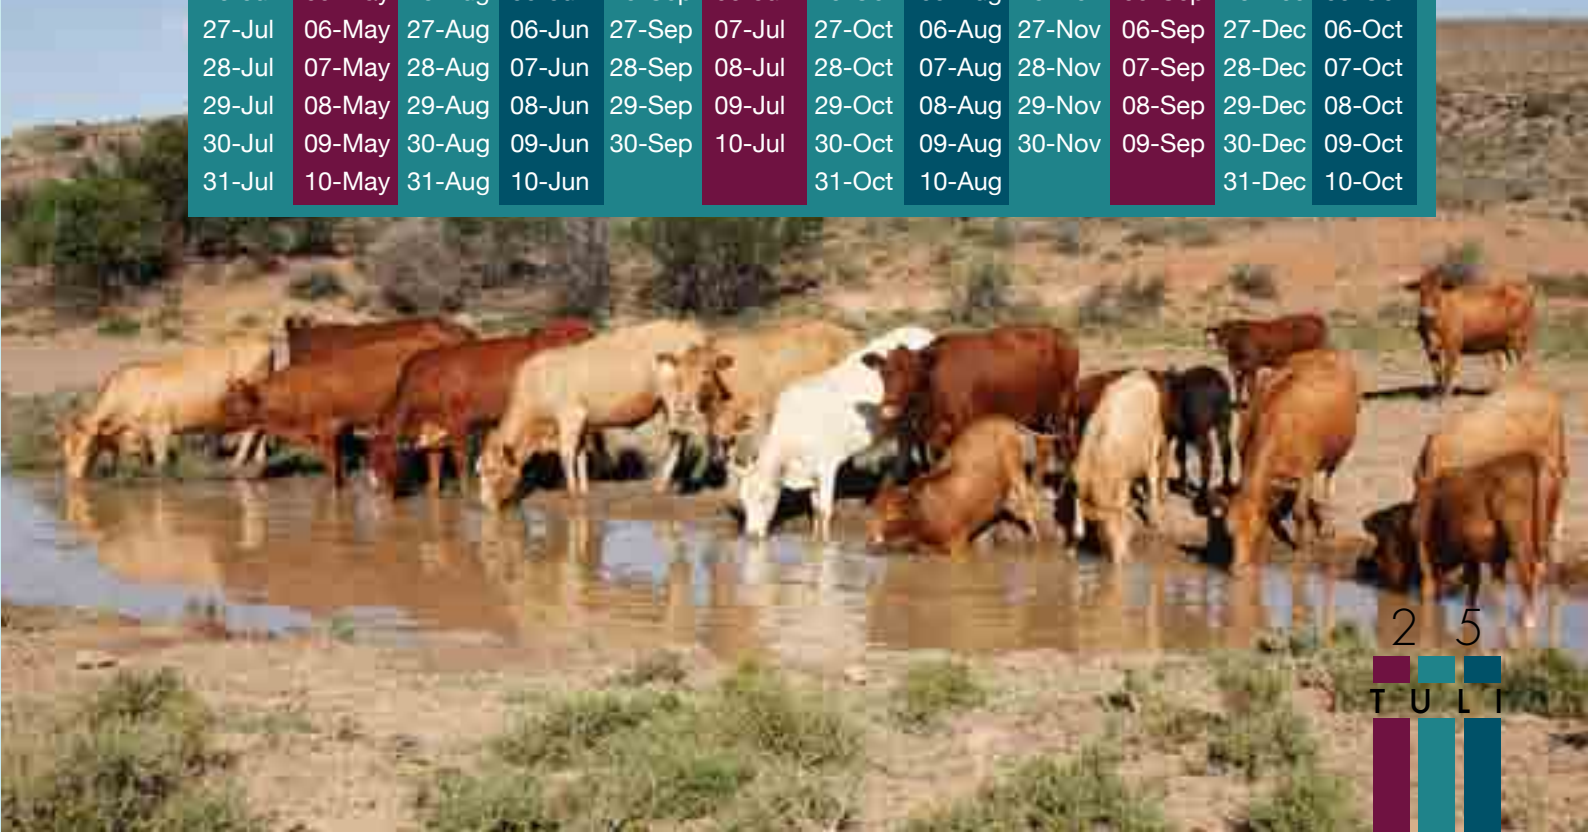 27-Jul 06-May 27-Aug 06-Jun 27-Sep 07-Jul 27-Oct 06-Aug 27-Nov 06-Sep 27-Dec 06-Oct
28-Jul 07-May 28-Aug 07-Jun 28-Sep 08-Jul 28-Oct 07-Aug 28-Nov 07-Sep 28-Dec 07-Oct
29-Jul 08-May 29-Aug 08-Jun 29-Sep 09-Jul 29-Oct 08-Aug 29-Nov 08-Sep 29-Dec 08-Oct
30-Jul 09-May 30-Aug 09-Jun 30-Sep 10-Jul 30-Oct 09-Aug 30-Nov 09-Sep 30-Dec 09-Oct
31-Jul 10-May 31-Aug 10-Jun 31-Oct 10-Aug 31-Dec 10-Oct
2 5
TULI